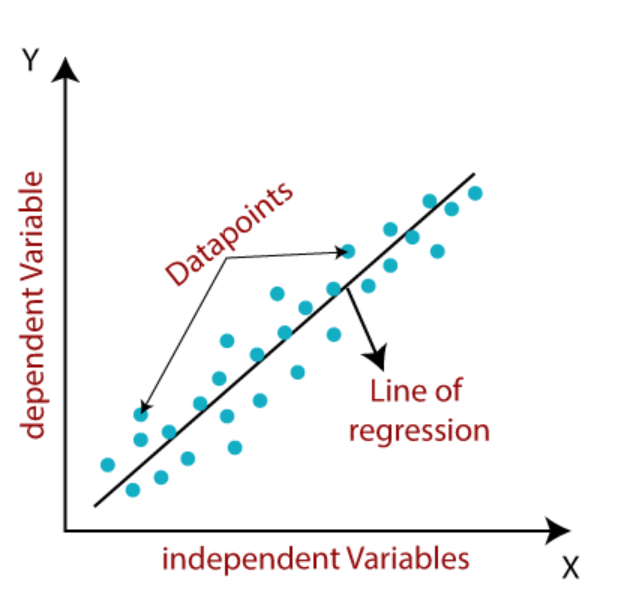 Y
dependent Variable
Datapoints
Line of
regression
independent Variables
X